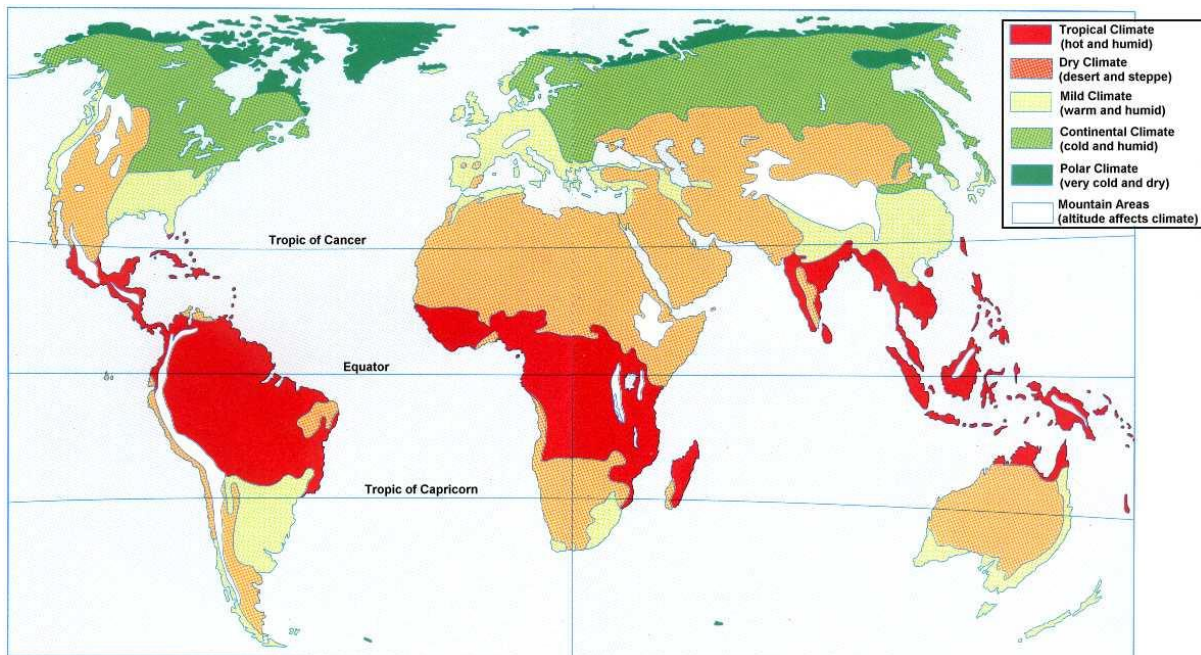 Tropical Climate
(hot and humid)
Dry Climate
(desert and steppe)
Mild Climate
(warm and humid)
Continental Climate
(cold and humid)
Polar Climate
(very cold and dry)
Mountain Areas
(altitude affects climate)
Tropic of Cancer
Equator
Tropic of Capricorn